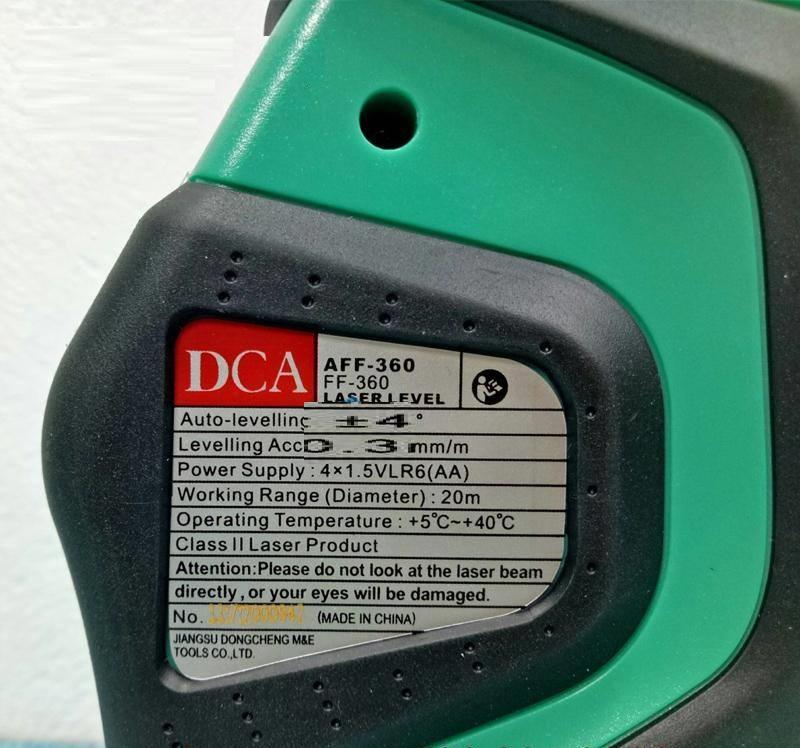 DCA
AFF-360
FF-360
LASER LEVEL
Auto-levelling ±4°
Levelling Acc 0.3mm/m
Power Supply : 4×1.5VLR6(AA)
Working Range (Diameter) : 20m
Operating Temperature : +5℃~+40℃
Class II Laser Product
Attention:Please do not look at the laser beam
directly, or your eyes will be damaged.
No. (MADE IN CHINA)
JIANGSU DONGCHENG M&E
TOOLS CO.,LTD.